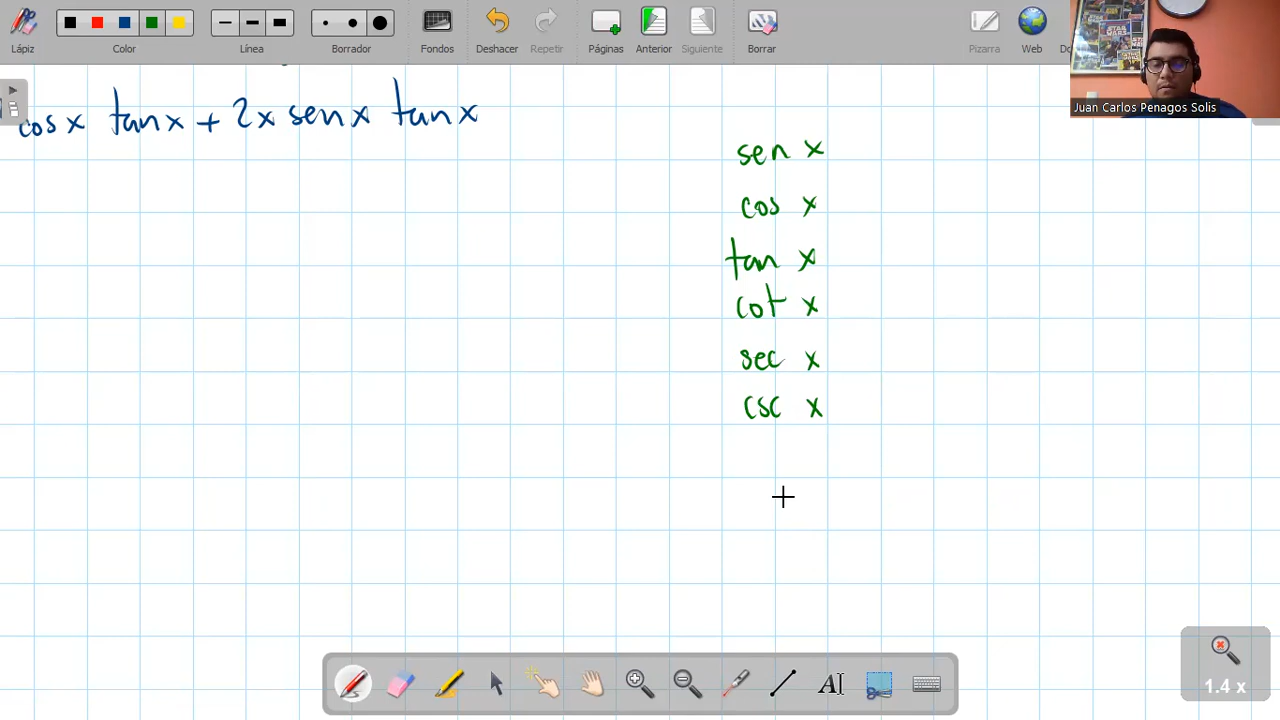 Lápiz Color Línea Borrador Fondos Deshacer Repetir Páginas Anterior Siguiente Borrar Pizarra Web
Juan Carlos Penagos Solis
cos x tan x + 2x sen x tan x
sen x
cos x
tan x
cot x
sec x
csc x
1.4 x